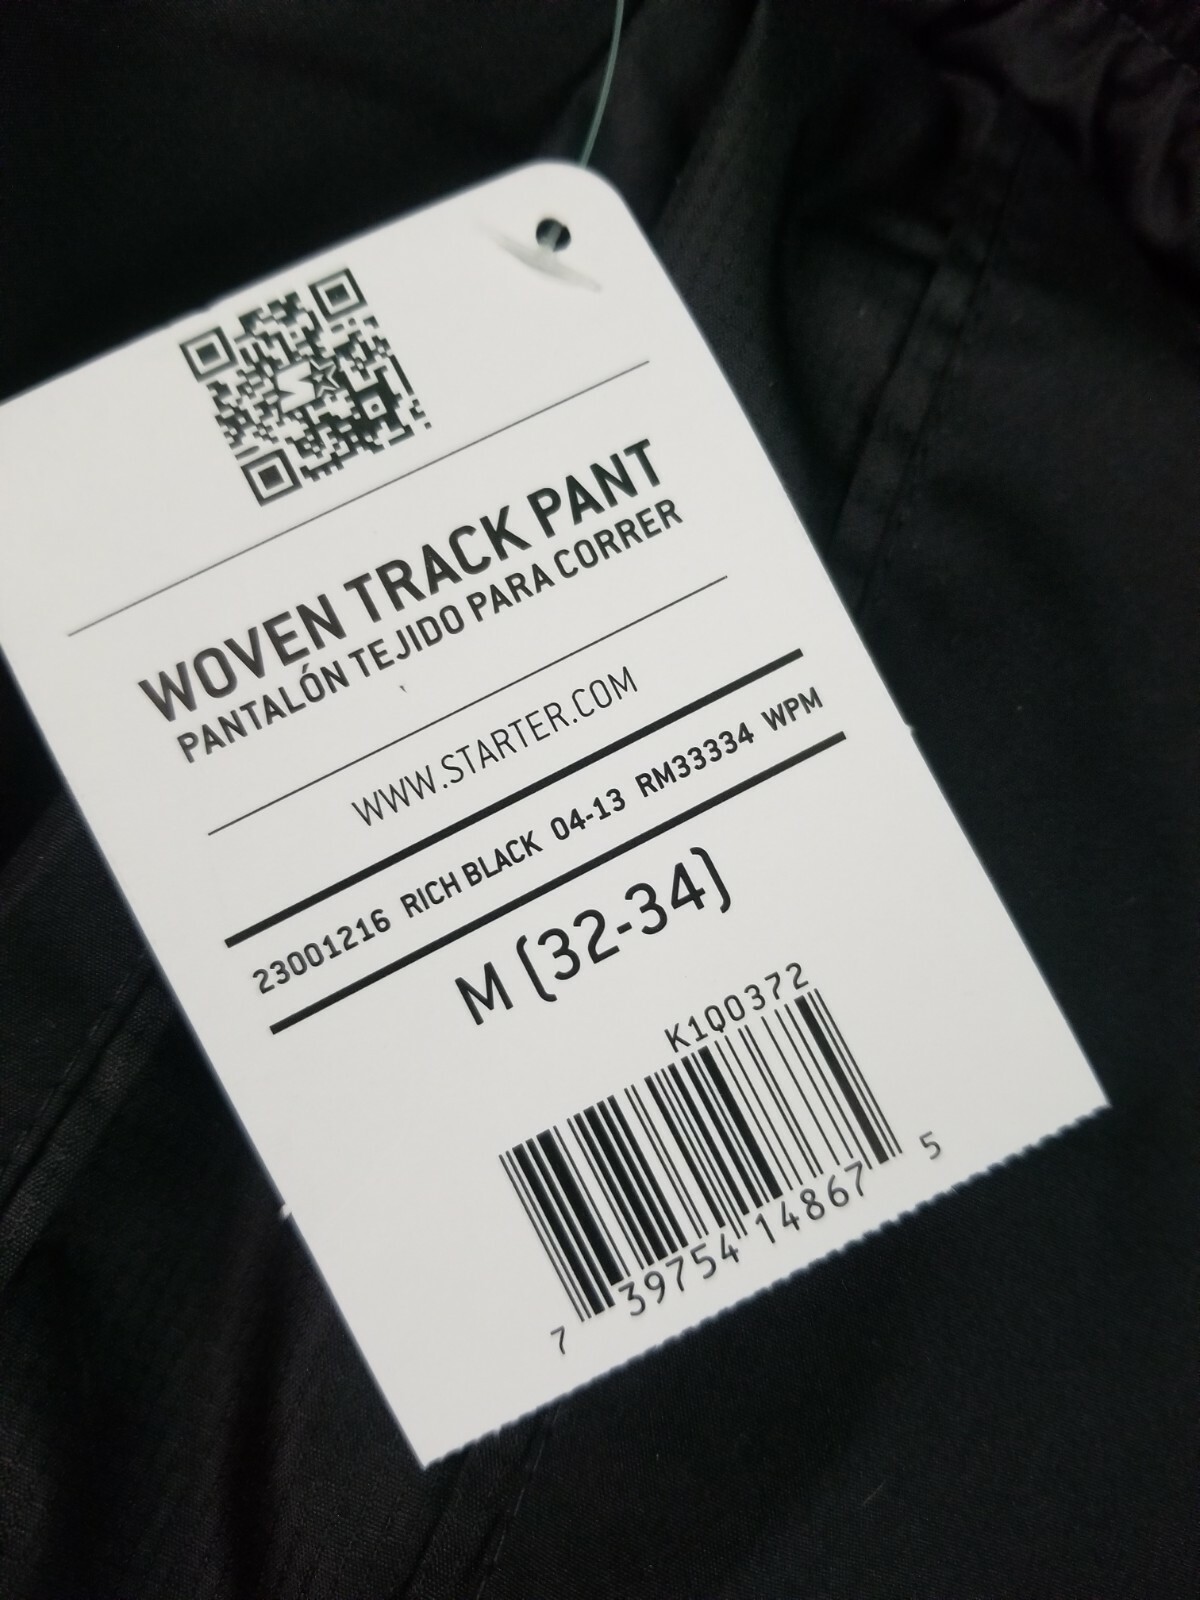 WOVEN TRACK PANT
PANTALÓN TEJIDO PARA CORRER
WWW.STARTER.COM
23001216 RICH BLACK 04-13 RM33334 WPM
M (32-34)
K1Q0372
7 39754 14867 5